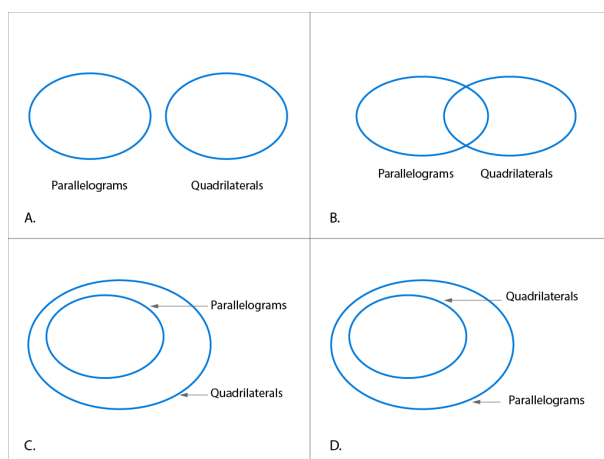 Parallelograms Quadrilaterals
A.
Parallelograms Quadrilaterals
B.
Parallelograms
Quadrilaterals
C.
Quadrilaterals
Parallelograms
D.